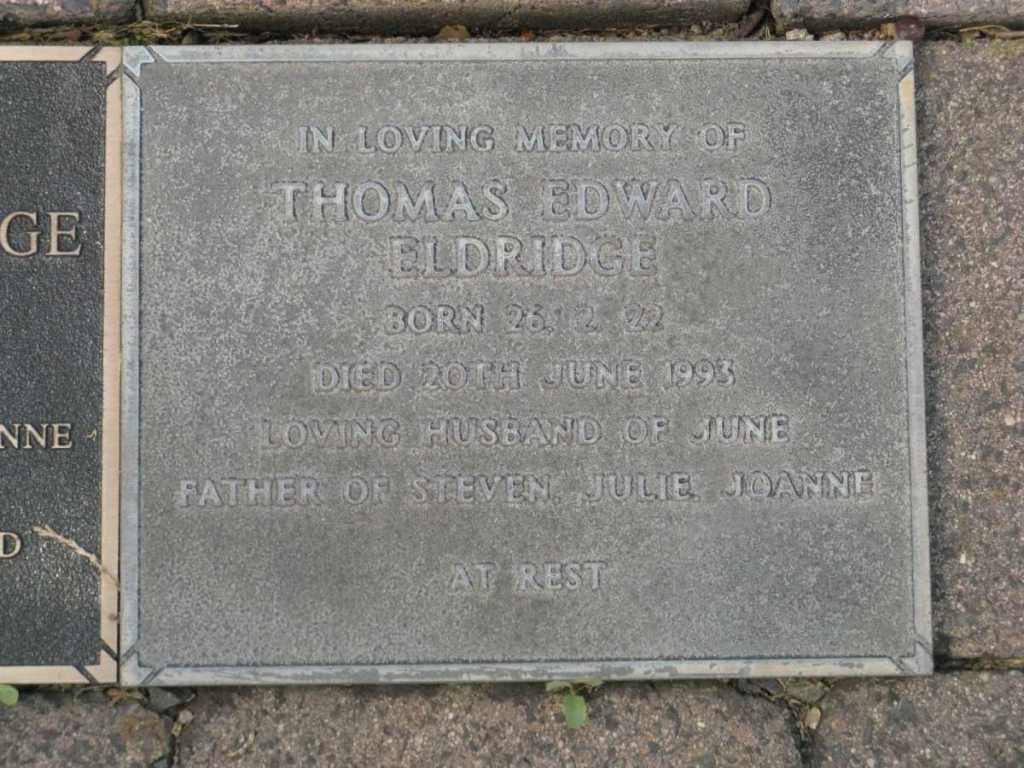 IN LOVING MEMORY OF
THOMAS EDWARD
ELDRIDGE
BORN 26. 2. 22
DIED 20TH JUNE 1993
LOVING HUSBAND OF JUNE
FATHER OF STEVEN, JULIE, JOANNE
AT REST
GE
NNE
D